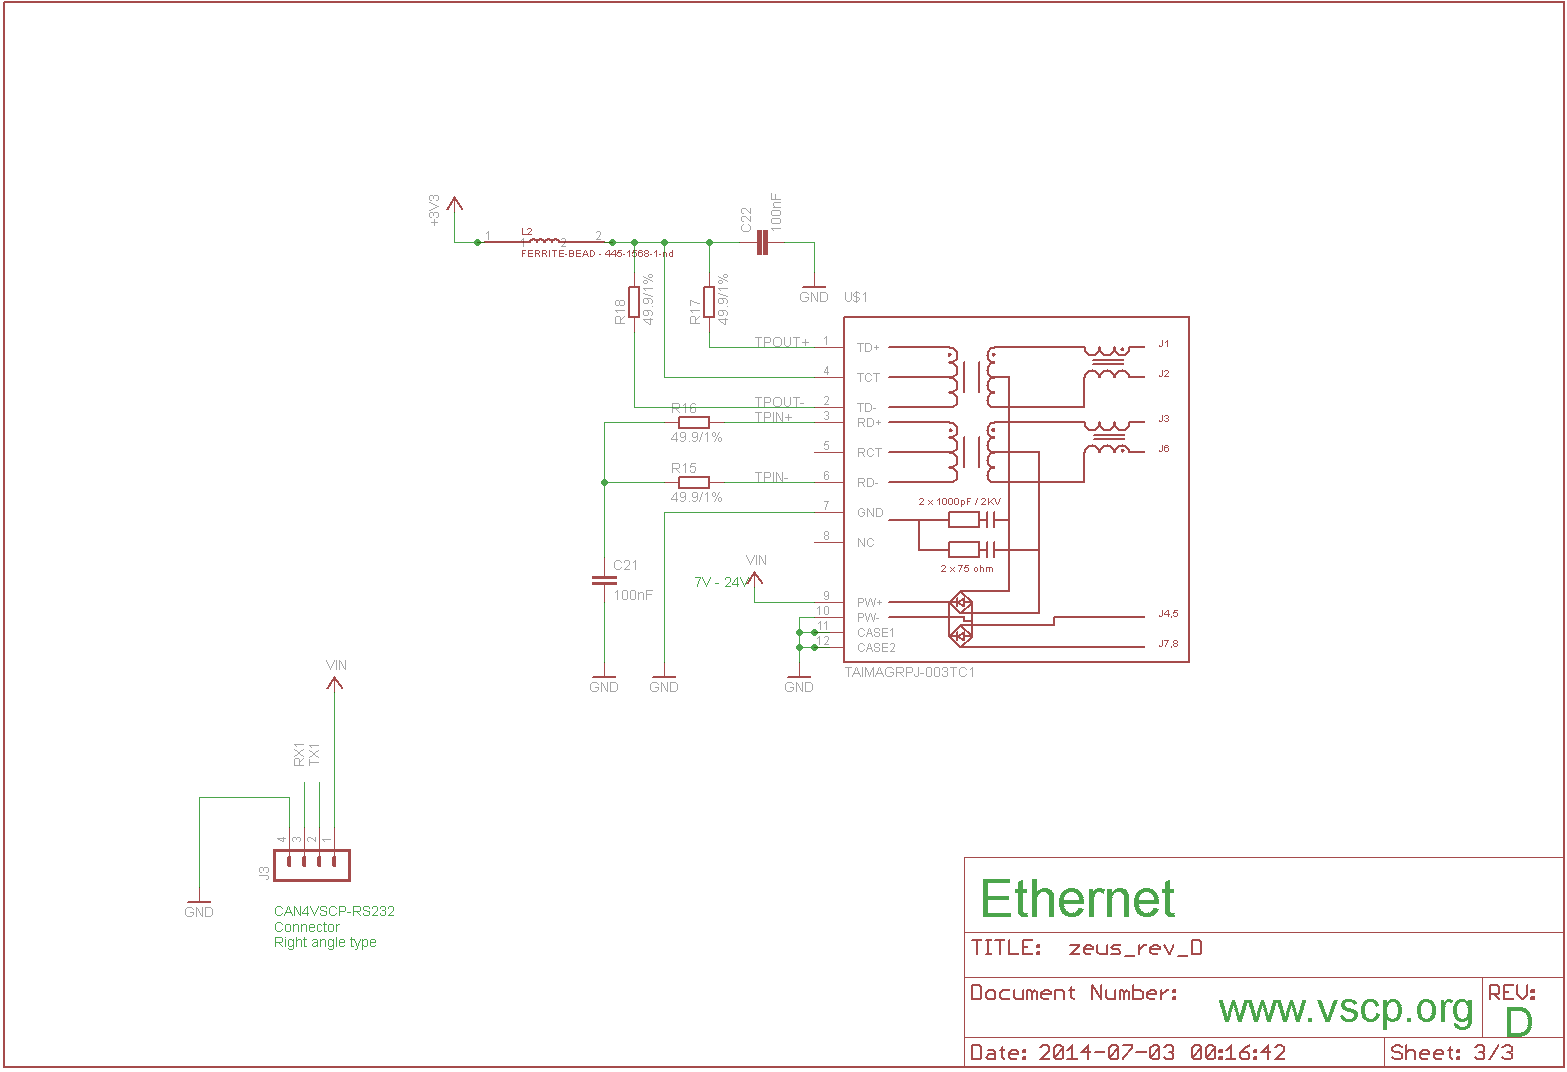 +3V3
1
L2
1
2
2
FERRITE-BEAD - 445-1568-1-nd
C22
100nF
GND
U$1
R18
49.9/1%
R17
49.9/1%
TPOUT+
1
TD+
J1
4
TCT
J2
TPOUT-
2
TD-
R16
49.9/1%
TPIN+
3
RD+
J3
5
RCT
J6
R15
49.9/1%
TPIN-
6
RD-
7
GND
2 x 1000pF / 2KV
8
NC
2 x 75 ohm
C21
100nF
VIN
7V - 24V
9
PW+
10
PW-
J4,5
11
CASE1
12
CASE2
J7,8
TAIMAGRPJ-003TC1
GND
GND
GND
VIN
RX1
TX1
4
3
2
1
J3
GND
CAN4VSCP-RS232
Connector
Right angle type
Ethernet
TITLE: zeus_rev_D
Document Number:
www.vscp.org
REV:
D
Date: 2014-07-03 00:16:42
Sheet: 3/3